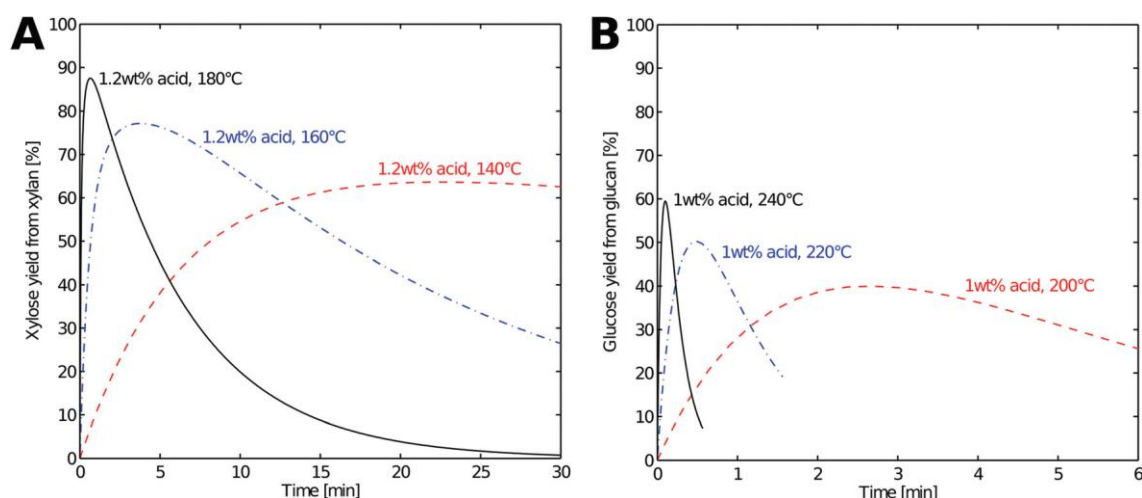 A
Xylose yield from xylan [%]
100
90
80
70
60
50
40
30
20
10
0
1.2wt% acid, 180°C
1.2wt% acid, 160°C
1.2wt% acid, 140°C
0 5 10 15 20 25 30
Time [min]
B
Glucose yield from glucan [%]
100
90
80
70
60
50
40
30
20
10
0
1wt% acid, 240°C
1wt% acid, 220°C
1wt% acid, 200°C
0 1 2 3 4 5 6
Time [min]